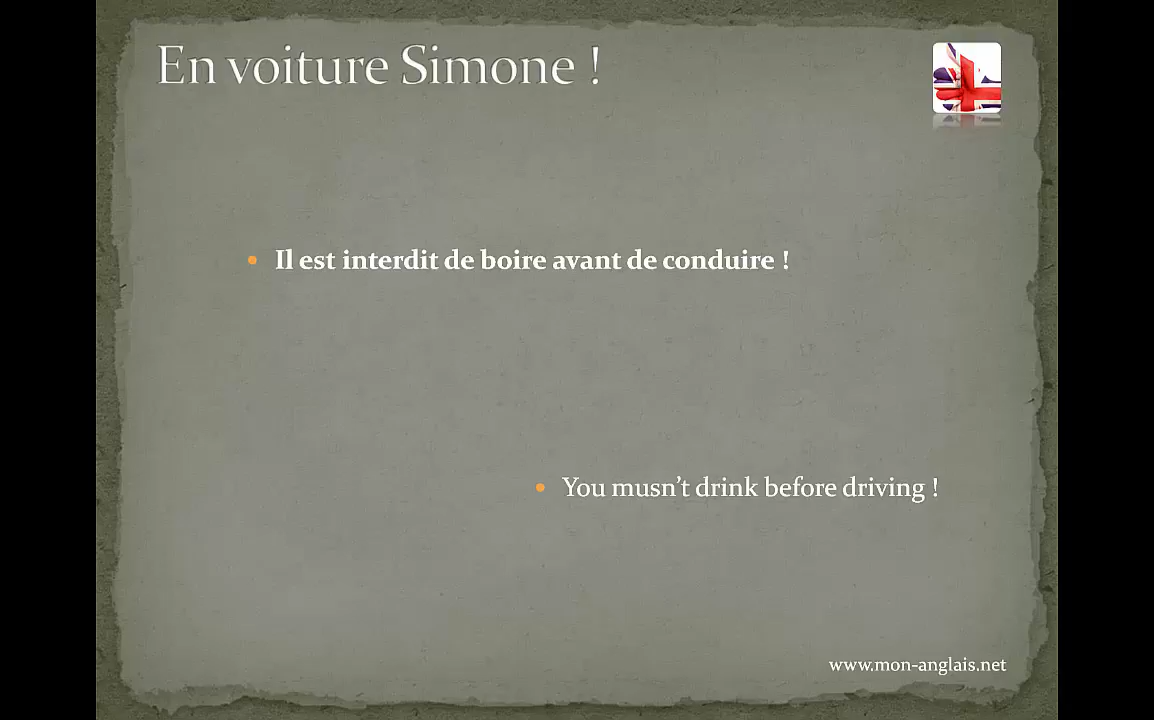 En voiture Simone !
Il est interdit de boire avant de conduire !
You musn’t drink before driving !
www.mon-anglais.net